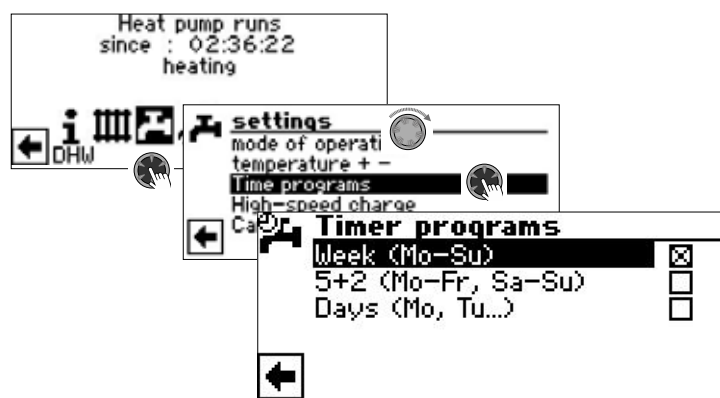 Heat pump runs
since : 02:36:22
heating
DHW
settings
mode of operati
temperature + −
Time programs
High-speed charge
Ca
Timer programs
Week (Mo-Su)
5+2 (Mo-Fr, Sa-Su)
Days (Mo, Tu...)